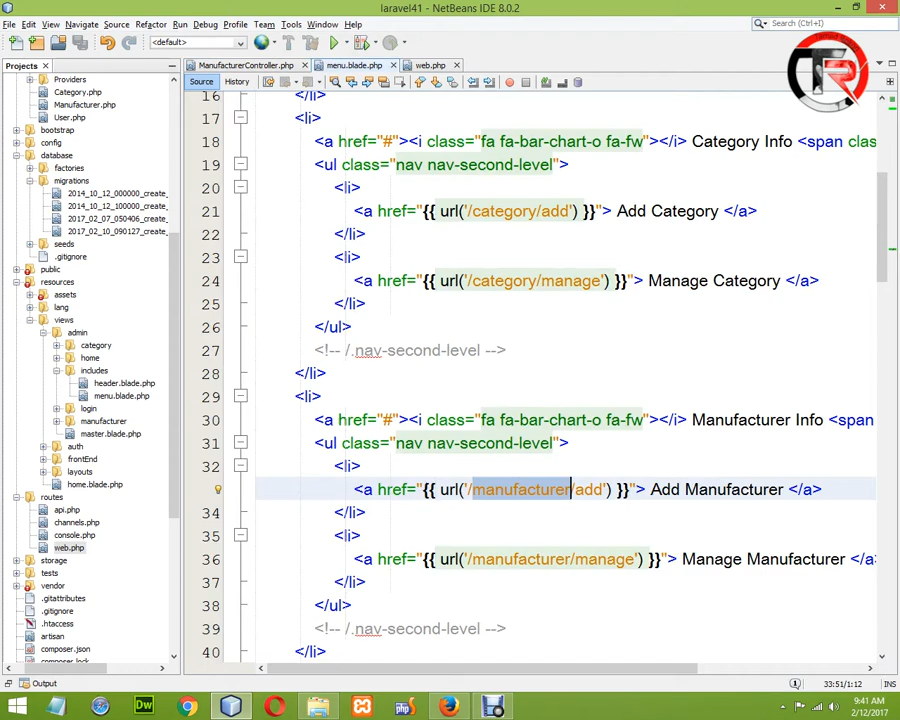 laravel41 - NetBeans IDE 8.0.2
File Edit View Navigate Source Refactor Run Debug Profile Team Tools Window Help
Search (Ctrl+I)
<default>
Projects
ManufacturerController.php
menu.blade.php
web.php
Source History
Providers
Category.php
Manufacturer.php
User.php
bootstrap
config
database
factories
migrations
2014_10_12_000000_create_
2014_10_12_100000_create_
2017_02_07_050406_create_
2017_02_10_090127_create_
seeds
.gitignore
public
resources
assets
lang
views
admin
category
home
includes
header.blade.php
menu.blade.php
login
manufacturer
master.blade.php
auth
frontEnd
layouts
home.blade.php
routes
api.php
channels.php
console.php
web.php
storage
tests
vendor
.gitattributes
.gitignore
.htaccess
artisan
composer.json
composer.lock
16 </li>
17 <li>
18 <a href="#"><i class="fa fa-bar-chart-o fa-fw"></i> Category Info <span clas
19 <ul class="nav nav-second-level">
20 <li>
21 <a href="{{ url('/category/add') }}"> Add Category </a>
22 </li>
23 <li>
24 <a href="{{ url('/category/manage') }}"> Manage Category </a>
25 </li>
26 </ul>
27 <!-- /.nav-second-level -->
28 </li>
29 <li>
30 <a href="#"><i class="fa fa-bar-chart-o fa-fw"></i> Manufacturer Info <span
31 <ul class="nav nav-second-level">
32 <li>
<a href="{{ url('/manufacturer/add') }}"> Add Manufacturer </a>
34 </li>
35 <li>
36 <a href="{{ url('/manufacturer/manage') }}"> Manage Manufacturer </a>
37 </li>
38 </ul>
39 <!-- /.nav-second-level -->
40 </li>
Output
33:51/1:12 INS
9:41 AM
2/12/2017